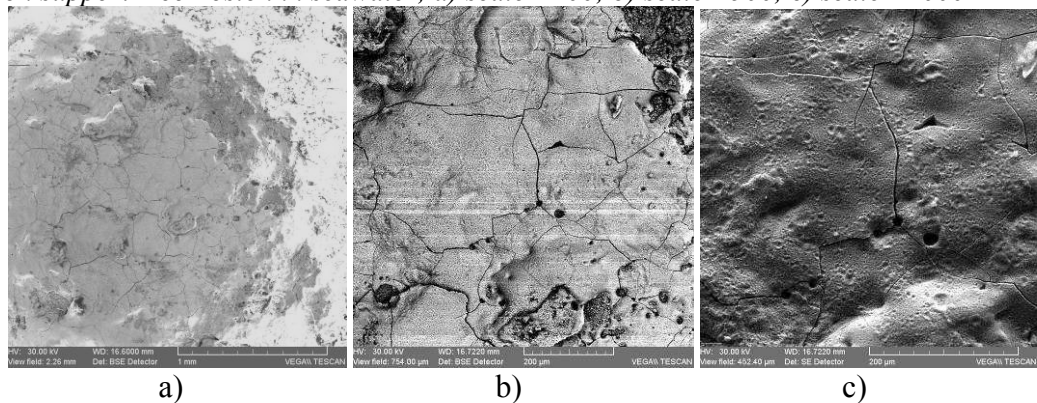 support seawater, a) b) c)
HV: 30.00 kV WD: 16.6000 mm
View field: 2.26 mm Det: BSE Detector 1 mm VEGA\\ TESCAN
HV: 30.00 kV WD: 16.7220 mm
View field: 754.00 µm Det: BSE Detector 200 µm VEGA\\ TESCAN
HV: 30.00 kV WD: 16.7220 mm
View field: 452.40 µm Det: SE Detector 200 µm VEGA\\ TESCAN
a) b) c)